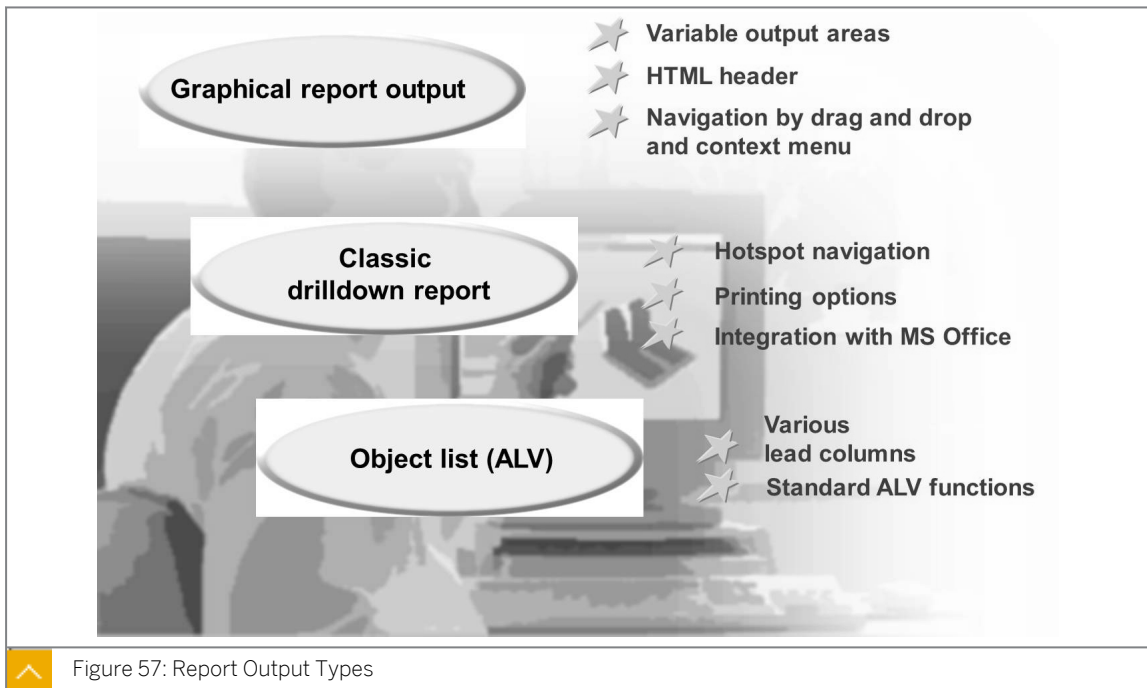 Graphical report output
Variable output areas
HTML header
Navigation by drag and drop
and context menu
Classic
drilldown report
Hotspot navigation
Printing options
Integration with MS Office
Object list (ALV)
Various
lead columns
Standard ALV functions
Figure 57: Report Output Types